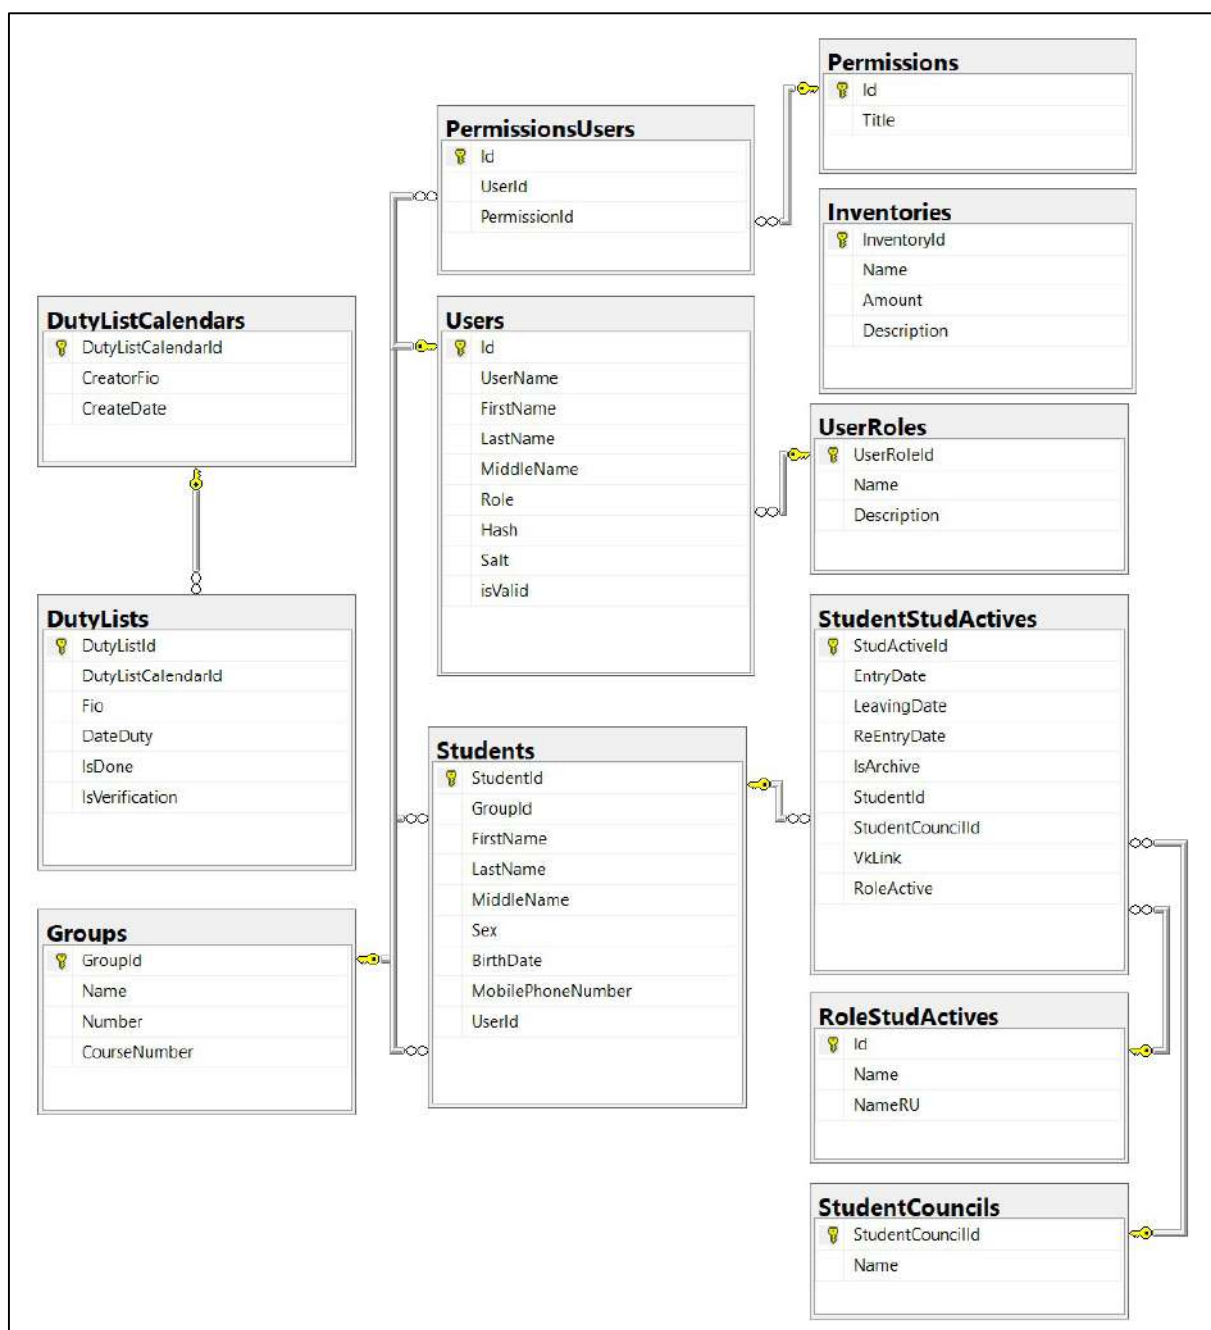 Permissions
Id
Title
PermissionsUsers
Id
UserId
PermissionId
Inventories
InventoryId
Name
Amount
Description
DutyListCalendars
DutyListCalendarId
CreatorFio
CreateDate
Users
Id
UserName
FirstName
LastName
MiddleName
Role
Hash
Salt
isValid
UserRoles
UserRoleId
Name
Description
DutyLists
DutyListId
DutyListCalendarId
Fio
DateDuty
IsDone
IsVerification
StudentStudActives
StudActiveId
EntryDate
LeavingDate
ReEntryDate
IsArchive
StudentId
StudentCouncilId
VkLink
RoleActive
Students
StudentId
GroupId
FirstName
LastName
MiddleName
Sex
BirthDate
MobilePhoneNumber
UserId
Groups
GroupId
Name
Number
CourseNumber
RoleStudActives
Id
Name
NameRU
StudentCouncils
StudentCouncilId
Name